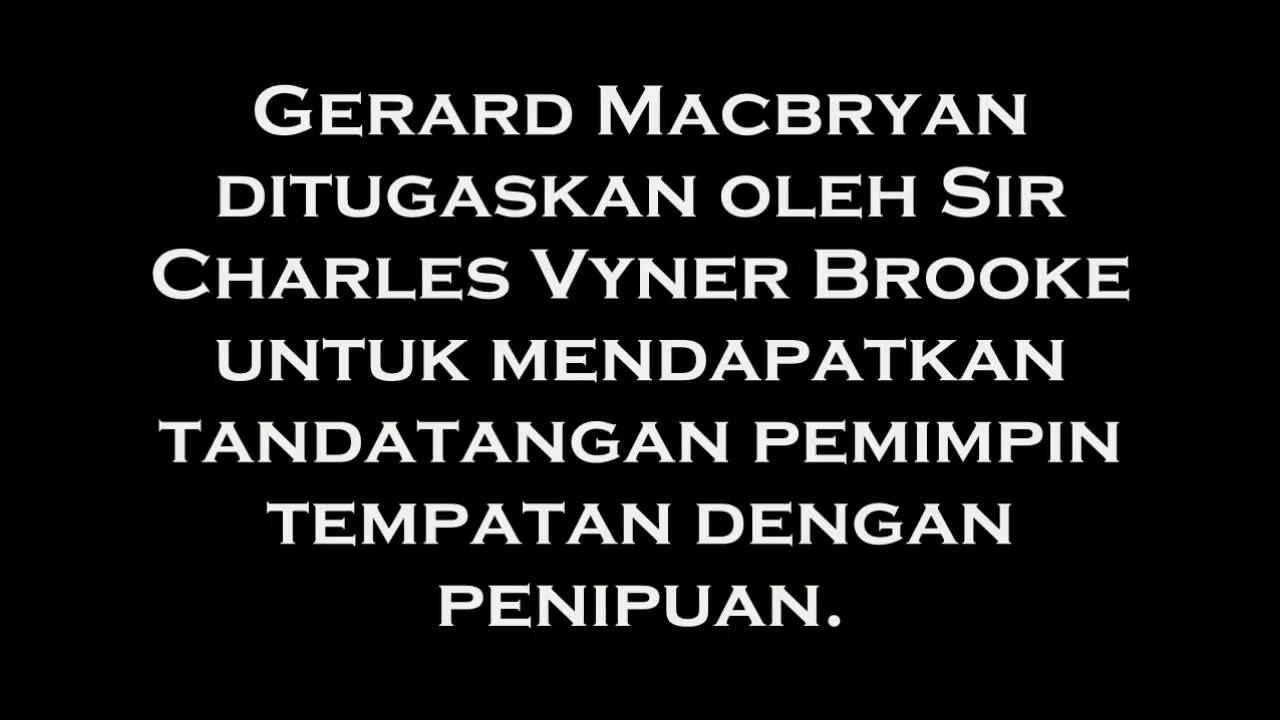 Gerard Macbryan
ditugaskan oleh Sir
Charles Vyner Brooke
untuk mendapatkan
tandatangan pemimpin
tempatan dengan
penipuan.